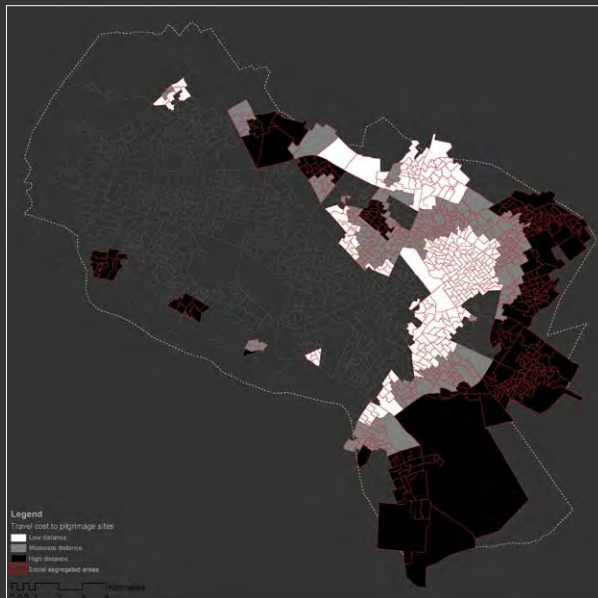 Legend
Travel cost to pilgrimage sites
Low distance
Moderate distance
High distance
Social segregated areas
Kilometers